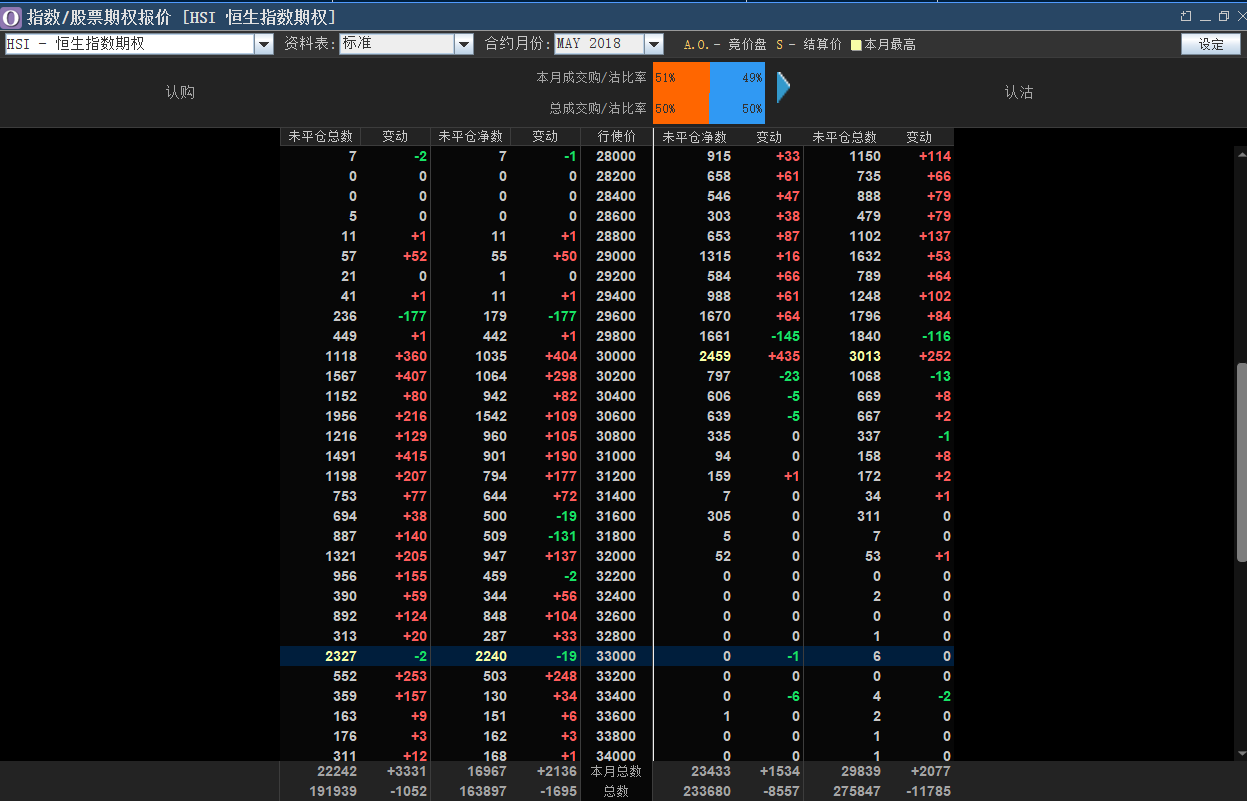 指数/股票期权报价 [HSI 恒生指数期权]
HSI - 恒生指数期权 资料表: 标准 合约月份: MAY 2018 A.O.- 竞价盘 S - 结算价 本月最高 设定
认购 本月成交购/沽比率 51% 49% 认沽
总成交购/沽比率 50% 50%
未平仓总数 变动 未平仓净数 变动 行使价 未平仓净数 变动 未平仓总数 变动
7 -2 7 -1 28000 915 +33 1150 +114
0 0 0 0 28200 658 +61 735 +66
0 0 0 0 28400 546 +47 888 +79
5 0 0 0 28600 303 +38 479 +79
11 +1 11 +1 28800 653 +87 1102 +137
57 +52 55 +50 29000 1315 +16 1632 +53
21 0 1 0 29200 584 +66 789 +64
41 +1 11 +1 29400 988 +61 1248 +102
236 -177 179 -177 29600 1670 +64 1796 +84
449 +1 442 +1 29800 1661 -145 1840 -116
1118 +360 1035 +404 30000 2459 +435 3013 +252
1567 +407 1064 +298 30200 797 -23 1068 -13
1152 +80 942 +82 30400 606 -5 669 +8
1956 +216 1542 +109 30600 639 -5 667 +2
1216 +129 960 +105 30800 335 0 337 -1
1491 +415 901 +190 31000 94 0 158 +8
1198 +207 794 +177 31200 159 +1 172 +2
753 +77 644 +72 31400 7 0 34 +1
694 +38 500 -19 31600 305 0 311 0
887 +140 509 -131 31800 5 0 7 0
1321 +205 947 +137 32000 52 0 53 +1
956 +155 459 -2 32200 0 0 0 0
390 +59 344 +56 32400 0 0 2 0
892 +124 848 +104 32600 0 0 0 0
313 +20 287 +33 32800 0 0 1 0
2327 -2 2240 -19 33000 0 -1 6 0
552 +253 503 +248 33200 0 0 0 0
359 +157 130 +34 33400 0 -6 4 -2
163 +9 151 +6 33600 1 0 2 0
176 +3 162 +3 33800 0 0 1 0
311 +12 168 +1 34000 0 0 1 0
22242 +3331 16967 +2136 本月总数 23433 +1534 29839 +2077
191939 -1052 163897 -1695 总数 233680 -8557 275847 -11785